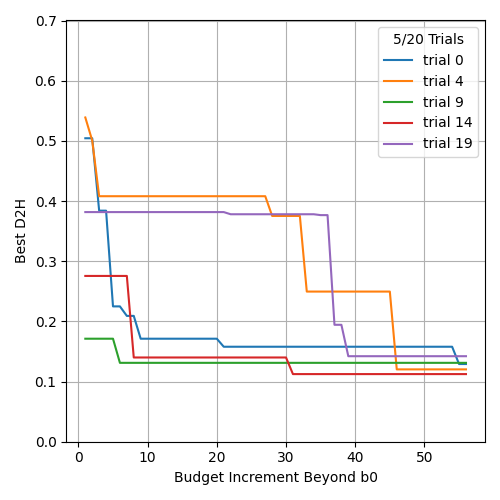 0.7
0.6
0.5
0.4
0.3
0.2
0.1
0.0
Best D2H
5/20 Trials
trial 0
trial 4
trial 9
trial 14
trial 19
0 10 20 30 40 50
Budget Increment Beyond b0